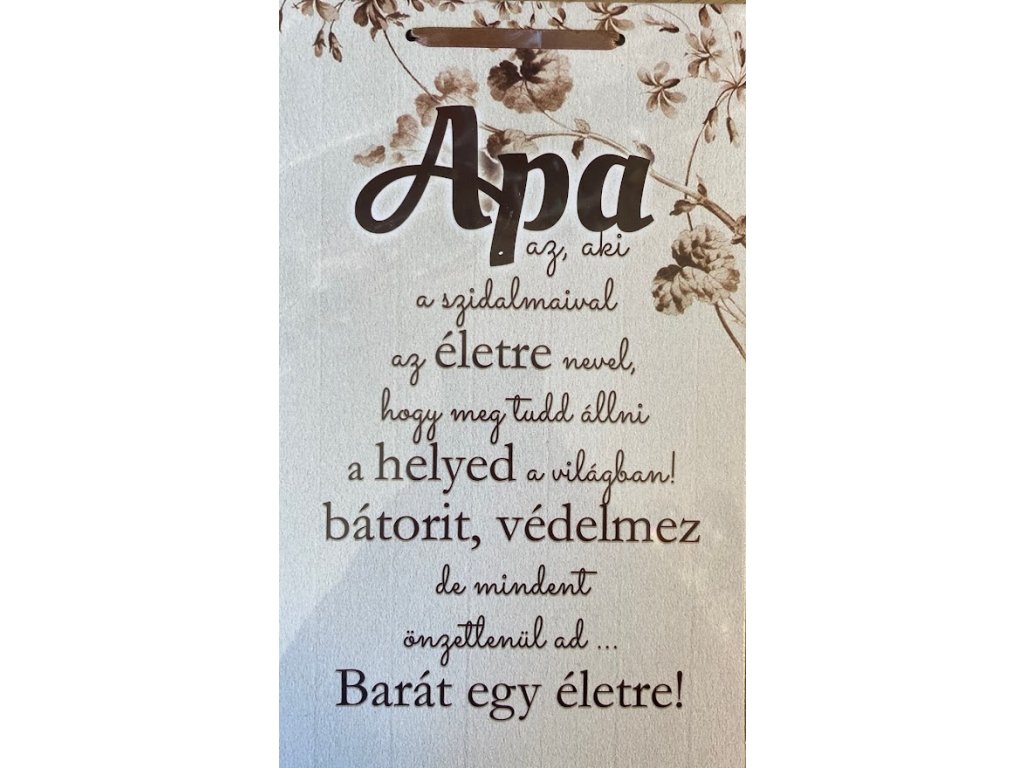 Apa
az, aki
a szidalmaival
az életre nevel,
hogy meg tudd állni
a helyed a világban!
bátorit, védelmez
de mindent
önzetlenül ad ...
Barát egy életre!